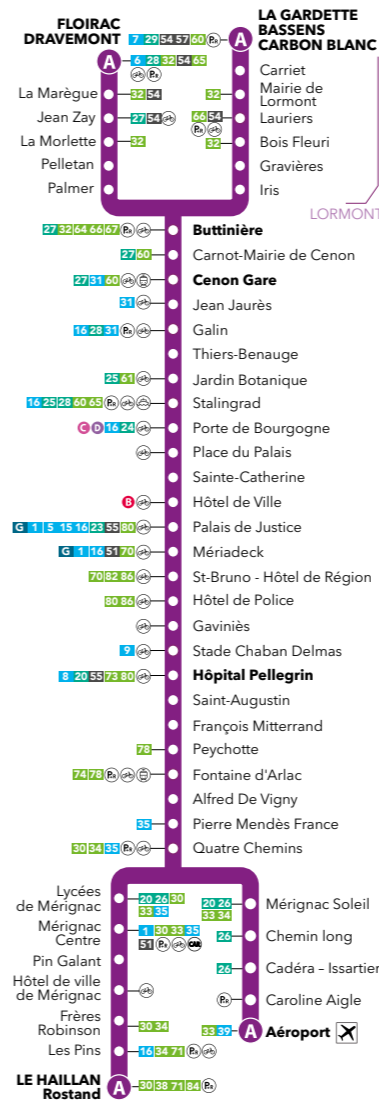 FLOIRAC
DRAVEMONT
A
6 28 32 54 65
P+R
La Marègue
32 54
Jean Zay
27 54
La Morlette
32
Pelletan
Palmer
7 29 54 57 60 P+R
A
LA GARDETTE
BASSENS
CARBON BLANC
Carriet
32
Mairie de
Lormont
66 54
P+R
Lauriers
32
Bois Fleuri
Gravières
Iris
LORMONT
27 32 64 66 67 P+R
Buttinière
27 60
Carnot-Mairie de Cenon
27 31 60
Cenon Gare
31
Jean Jaurès
16 28 31 P+R
Galin
Thiers-Benauge
25 61
Jardin Botanique
16 25 28 60 65 P+R
Stalingrad
C D 16 24
Porte de Bourgogne
Place du Palais
Sainte-Catherine
B
Hôtel de Ville
G 1 5 15 16 23 55 80
Palais de Justice
G 1 16 51 70
Mériadeck
70 82 86
St-Bruno - Hôtel de Région
80 86
Hôtel de Police
Gaviniès
9
Stade Chaban Delmas
8 20 55 73 80
Hôpital Pellegrin
Saint-Augustin
François Mitterrand
78
Peychotte
74 78 P+R
Fontaine d'Arlac
Alfred De Vigny
35
Pierre Mendès France
30 34 35 P+R
Quatre Chemins
Lycées
de Mérignac
20 26 30
33 35
Mérignac
Centre
1 30 33 35
51 P+R CAR
Pin Galant
Hôtel de ville
de Mérignac
Frères
Robinson
30 34
Les Pins
16 34 71 P+R
LE HAILLAN
Rostand
A
30 38 71 84 P+R
20 26
33 34
Mérignac Soleil
26
Chemin long
26
Cadéra – Issartier
P+R
Caroline Aigle
33 39
A
Aéroport